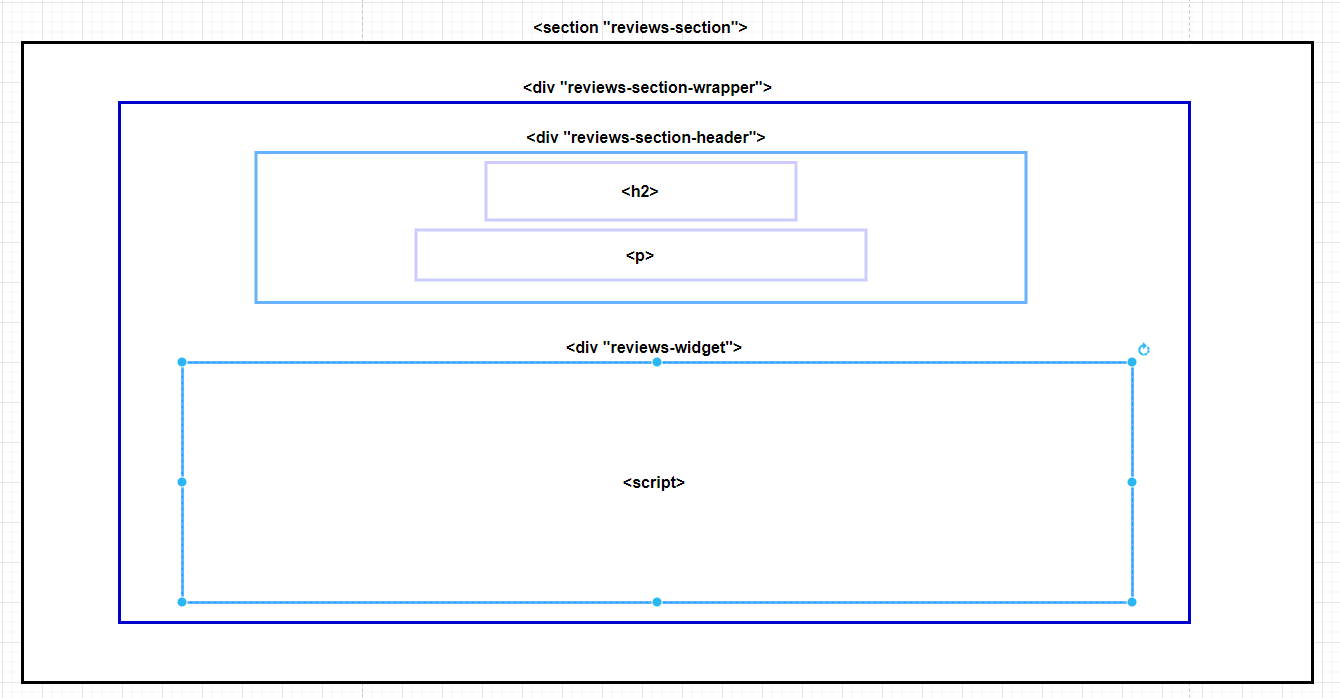 <section "reviews-section">
<div "reviews-section-wrapper">
<div "reviews-section-header">
<h2>
<p>
<div "reviews-widget">
<script>